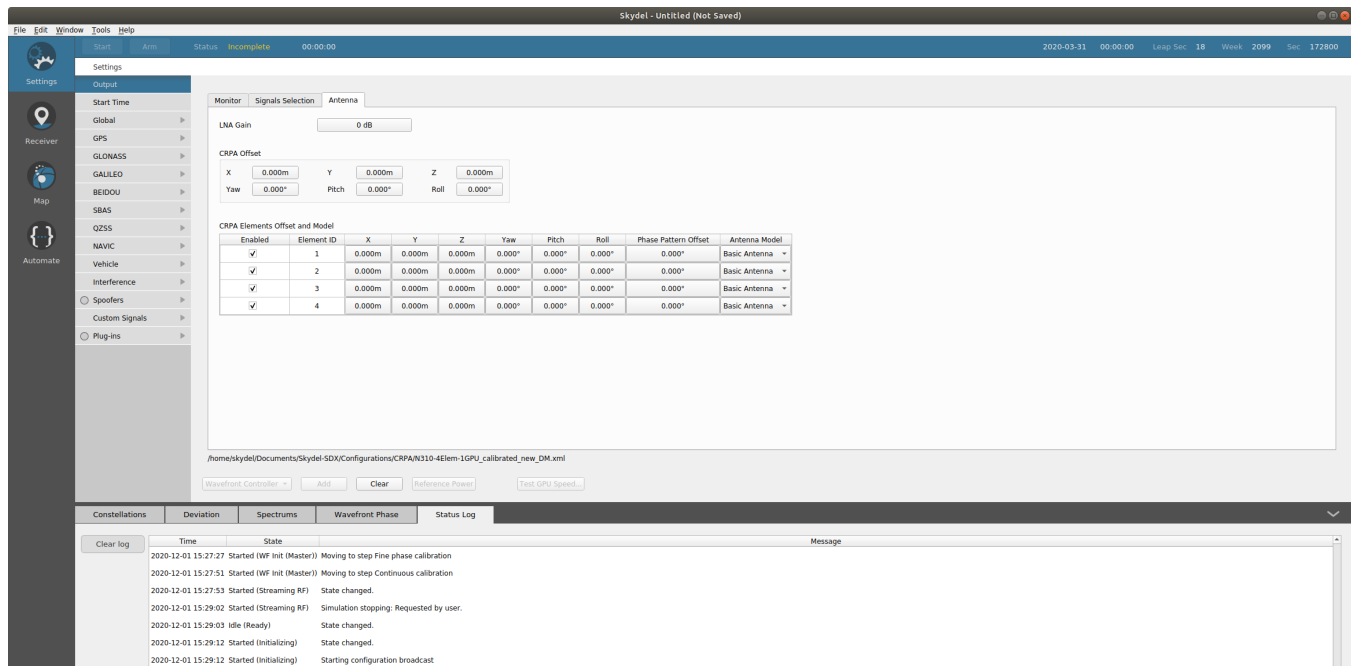 Skydel - Untitled (Not Saved)
File Edit Window Tools Help
Start Arm Status Incomplete 00:00:00 2020-03-31 00:00:00 Leap Sec 18 Week 2099 Sec 172800
Settings
Receiver
Map
Automate
Settings
Output
Start Time
Global
GPS
GLONASS
GALILEO
BEIDOU
SBAS
QZSS
NAVIC
Vehicle
Interference
Spoofers
Custom Signals
Plug-ins
Monitor Signals Selection Antenna
LNA Gain 0 dB
CRPA Offset
X 0.000m Y 0.000m Z 0.000m
Yaw 0.000° Pitch 0.000° Roll 0.000°
CRPA Elements Offset and Model
Enabled Element ID X Y Z Yaw Pitch Roll Phase Pattern Offset Antenna Model
1 0.000m 0.000m 0.000m 0.000° 0.000° 0.000° 0.000° Basic Antenna
2 0.000m 0.000m 0.000m 0.000° 0.000° 0.000° 0.000° Basic Antenna
3 0.000m 0.000m 0.000m 0.000° 0.000° 0.000° 0.000° Basic Antenna
4 0.000m 0.000m 0.000m 0.000° 0.000° 0.000° 0.000° Basic Antenna
/home/skydel/Documents/Skydel-SDX/Configurations/CRPA/N310-4Elem-1GPU_calibrated_new_DM.xml
Wavefront Controller Add Clear Reference Power Test GPU Speed...
Constellations Deviation Spectrums Wavefront Phase Status Log
Clear log
Time State Message
2020-12-01 15:27:27 Started (WF Init (Master)) Moving to step Fine phase calibration
2020-12-01 15:27:51 Started (WF Init (Master)) Moving to step Continuous calibration
2020-12-01 15:27:53 Started (Streaming RF) State changed.
2020-12-01 15:29:02 Started (Streaming RF) Simulation stopping: Requested by user.
2020-12-01 15:29:03 Idle (Ready) State changed.
2020-12-01 15:29:12 Started (Initializing) State changed.
2020-12-01 15:29:12 Started (Initializing) Starting configuration broadcast